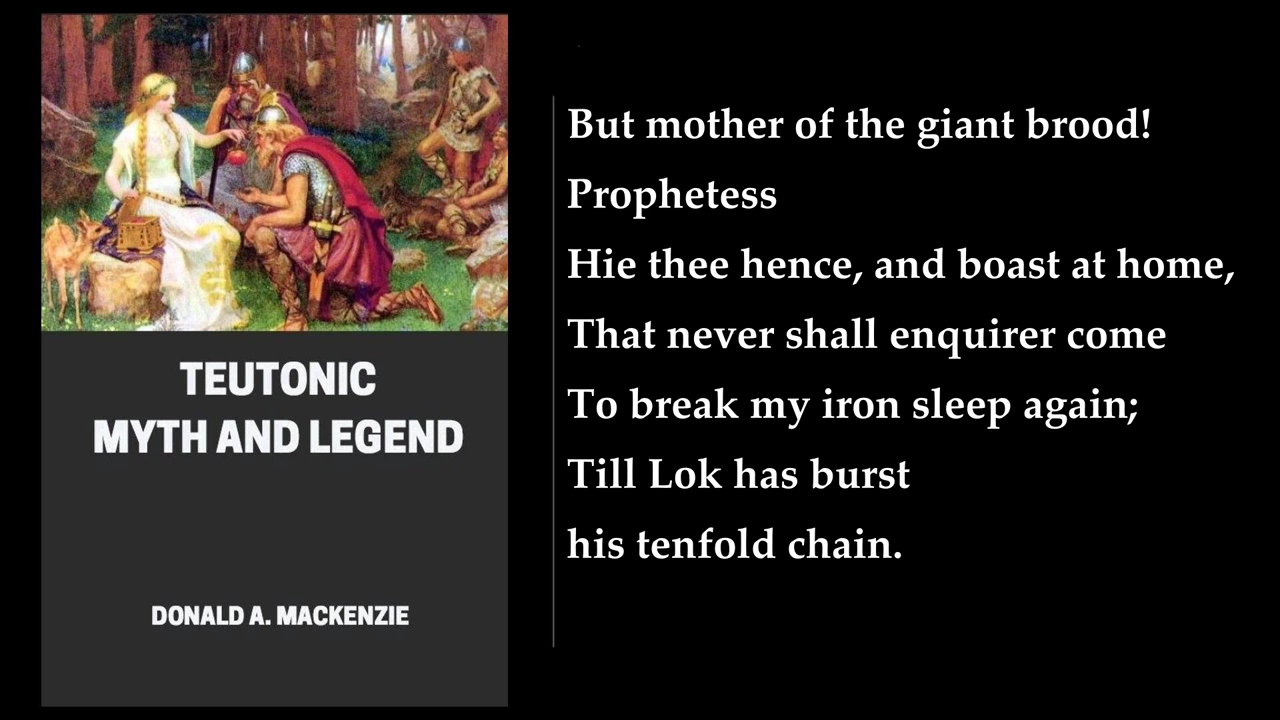 TEUTONIC
MYTH AND LEGEND
DONALD A. MACKENZIE
But mother of the giant brood!
Prophetess
Hie thee hence, and boast at home,
That never shall enquirer come
To break my iron sleep again;
Till Lok has burst
his tenfold chain.